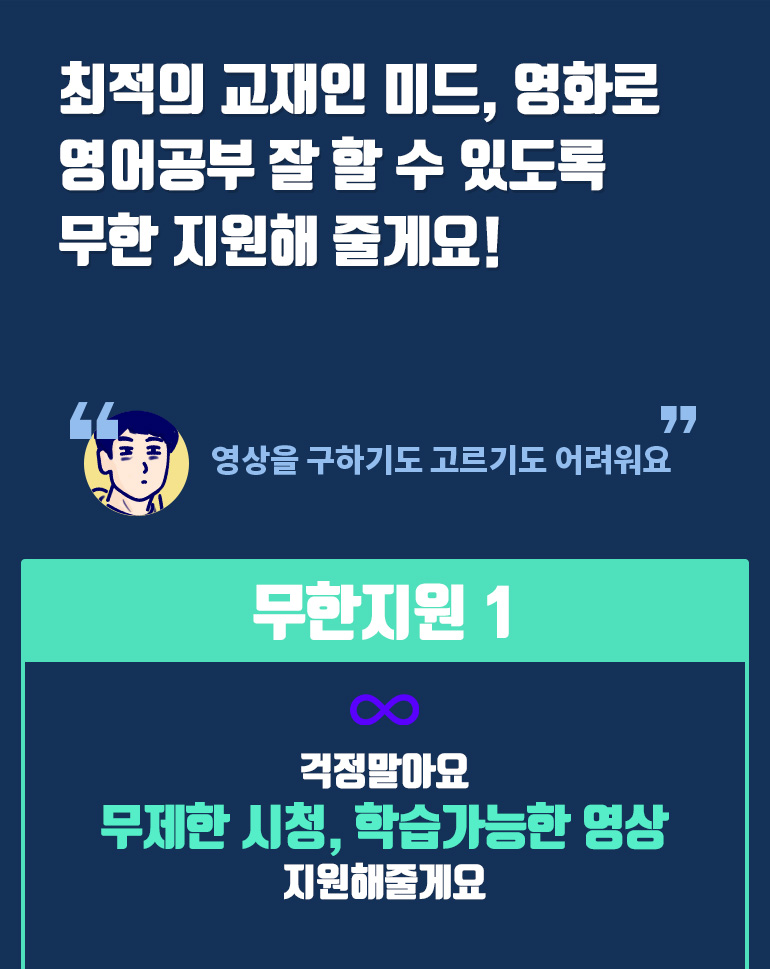 최적의 교재인 미드, 영화로
영어공부 잘 할 수 있도록
무한 지원해 줄게요!
“ ”
영상을 구하기도 고르기도 어려워요
무한지원 1
걱정말아요
무제한 시청, 학습가능한 영상
지원해줄게요